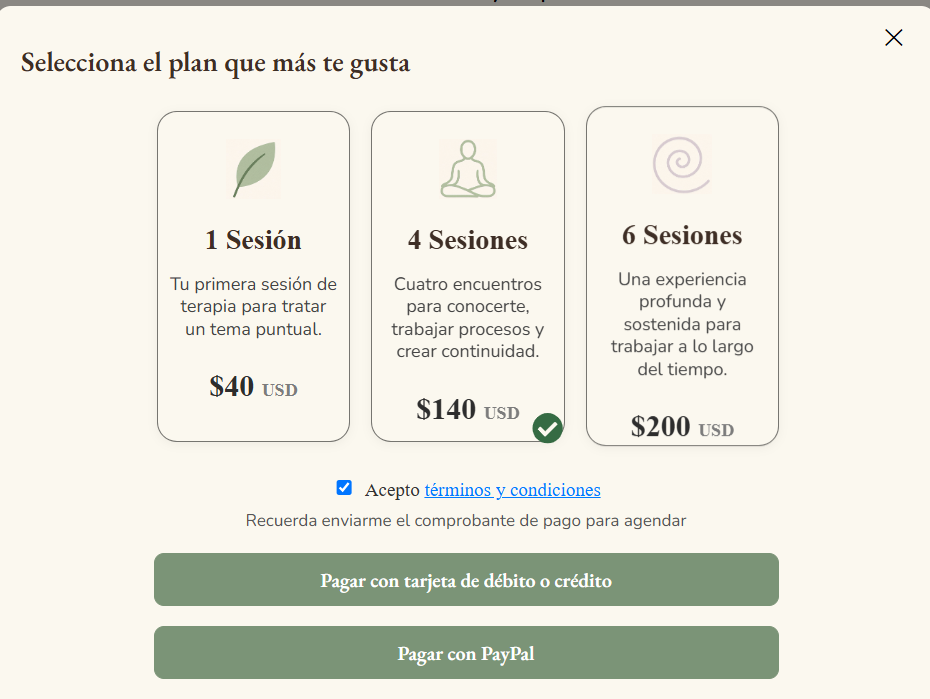 Selecciona el plan que más te gusta
1 Sesión
Tu primera sesión de
terapia para tratar
un tema puntual.
$40 USD
4 Sesiones
Cuatro encuentros
para conocerte,
trabajar procesos y
crear continuidad.
$140 USD
6 Sesiones
Una experiencia
profunda y
sostenida para
trabajar a lo largo
del tiempo.
$200 USD
Acepto términos y condiciones
Recuerda enviarme el comprobante de pago para agendar
Pagar con tarjeta de débito o crédito
Pagar con PayPal